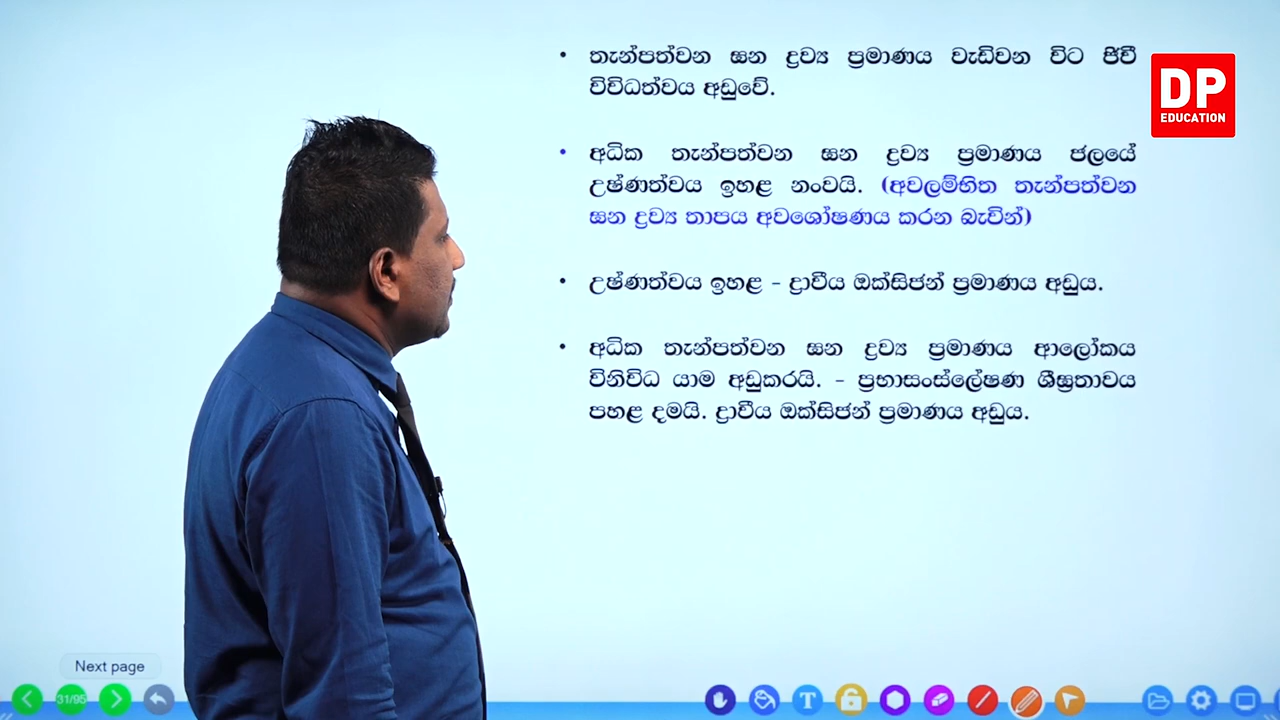 • තැන්පත්වන ඝන ද්‍රව්‍ය ප්‍රමාණය වැඩිවන විට ජීවී
විවිධත්වය අඩුවේ.
• අධික තැන්පත්වන ඝන ද්‍රව්‍ය ප්‍රමාණය ජලයේ
උෂ්ණත්වය ඉහළ නංවයි. (අවලම්භිත තැන්පත්වන
ඝන ද්‍රව්‍ය තාපය අවශෝෂණය කරන බැවින්)
• උෂ්ණත්වය ඉහළ - ද්‍රාවීය ඔක්සිජන් ප්‍රමාණය අඩුය.
• අධික තැන්පත්වන ඝන ද්‍රව්‍ය ප්‍රමාණය ආලෝකය
විනිවිධ යාම අඩුකරයි. - ප්‍රභාසංස්ලේෂණ ශීඝ්‍රතාවය
පහළ දමයි. ද්‍රාවීය ඔක්සිජන් ප්‍රමාණය අඩුය.
DP
EDUCATION
Next page
31/95
T